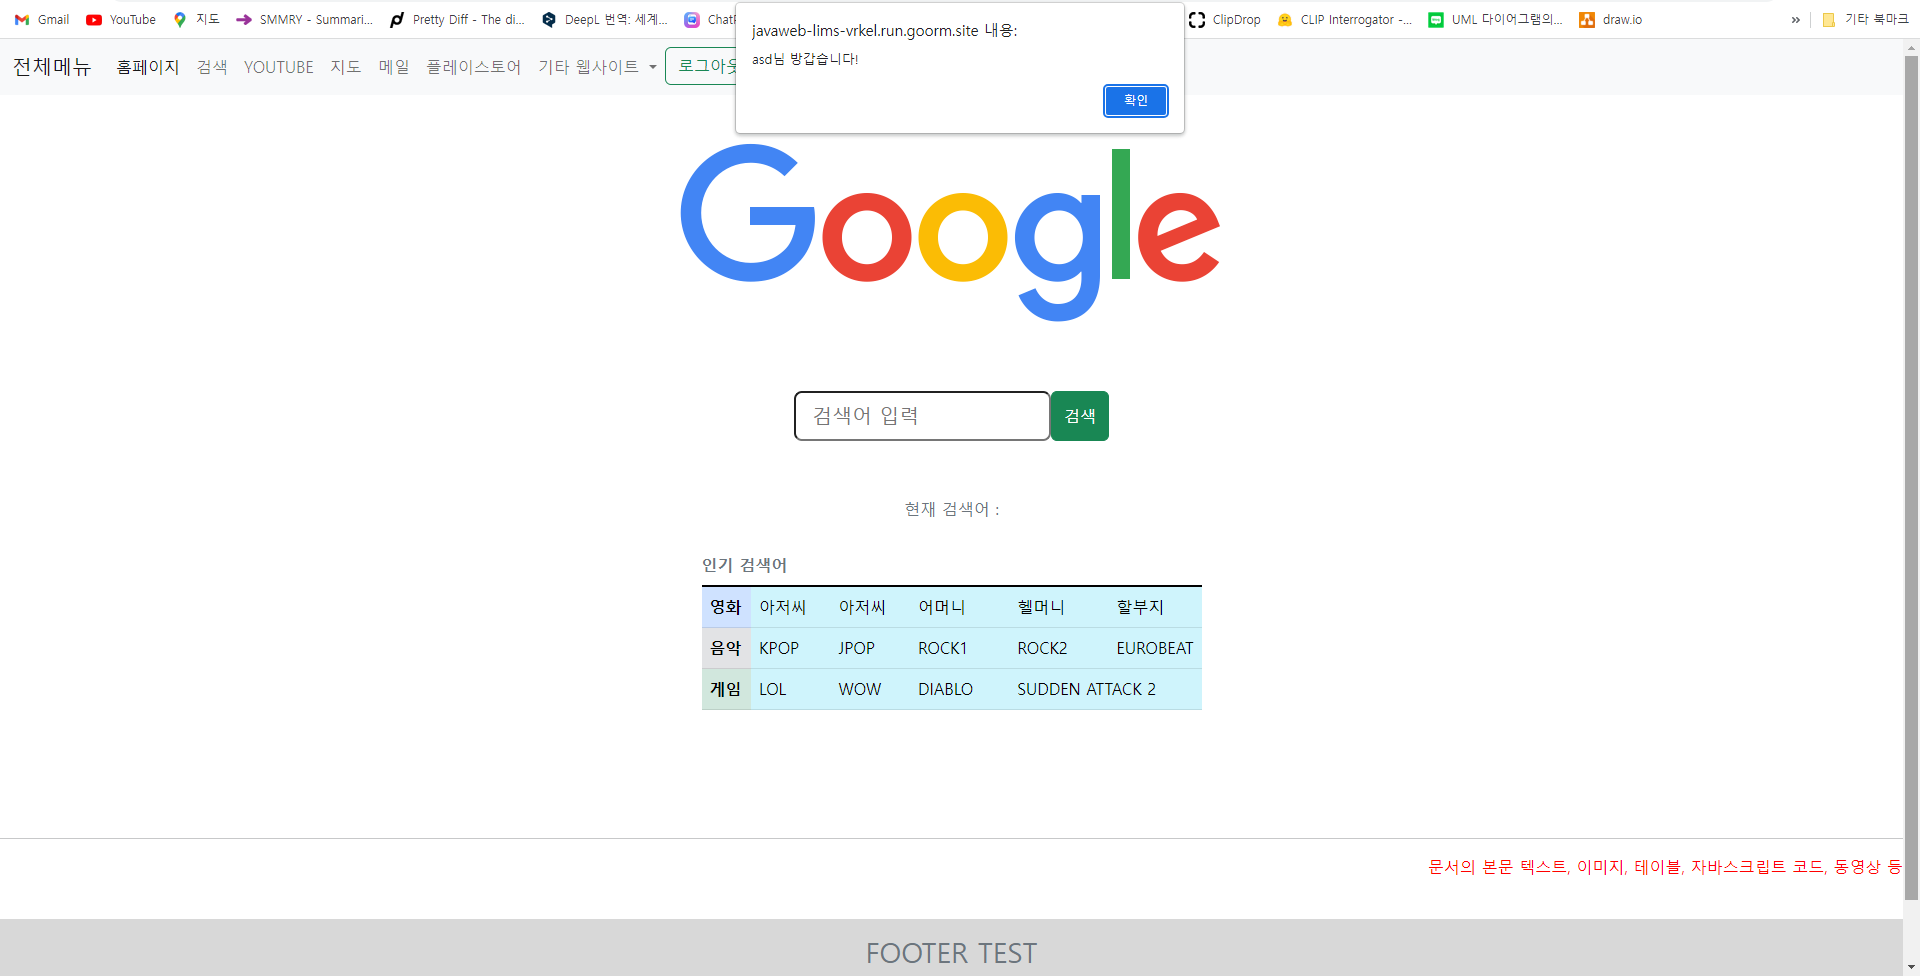 Gmail YouTube 지도 SMMRY - Summari... Pretty Diff - The di... DeepL 번역: 세계... ClipDrop CLIP Interrogator -... UML 다이어그램의... draw.io » 기타 북마크
javaweb-lims-vrkel.run.goorm.site 내용:
asd님 방갑습니다!
확인
전체메뉴 홈페이지 검색 YOUTUBE 지도 메일 플레이스토어 기타 웹사이트
Google
검색어 입력 검색
현재 검색어 :
인기 검색어
영화 아저씨 아저씨 어머니 헬머니 할부지
음악 KPOP JPOP ROCK1 ROCK2 EUROBEAT
게임 LOL WOW DIABLO SUDDEN ATTACK 2
문서의 본문 텍스트, 이미지, 테이블, 자바스크립트 코드, 동영상 등
FOOTER TEST